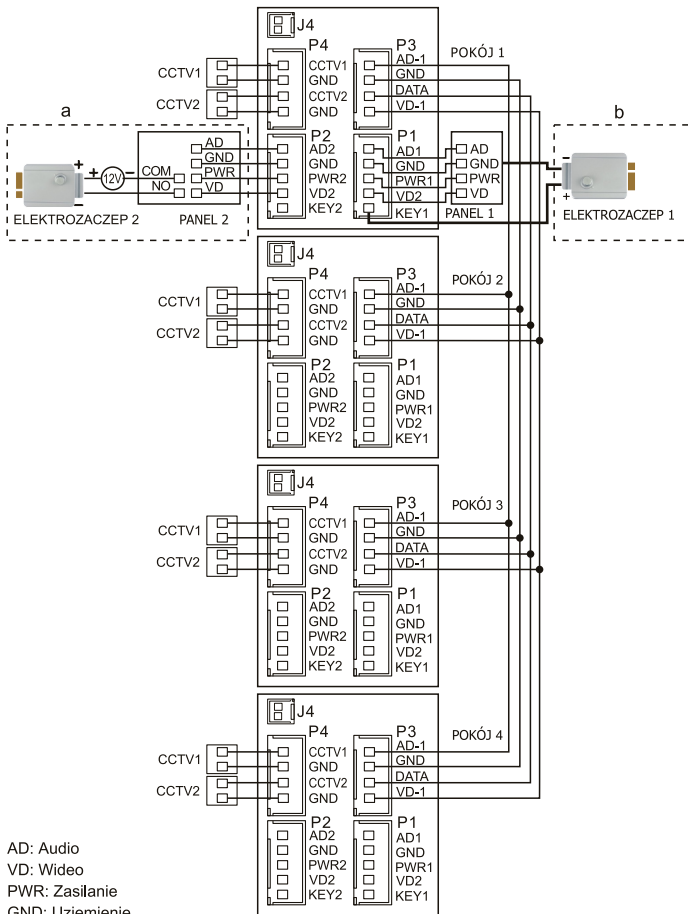 J4
P4
P3
CCTV1
GND
CCTV2
GND
AD-1
GND
DATA
VD-1
POKÓJ 1
CCTV1
CCTV2
a
b
P2
P1
AD2
GND
PWR2
VD2
KEY2
AD1
GND
PWR1
VD2
KEY1
AD
GND
PWR
VD
COM
NO
+
−
+ 12V −
ELEKTROZACZEP 2
PANEL 2
AD
GND
PWR
VD
PANEL 1
−
+
ELEKTROZACZEP 1
J4
P4
P3
CCTV1
GND
CCTV2
GND
AD-1
GND
DATA
VD-1
POKÓJ 2
CCTV1
CCTV2
P2
P1
AD2
GND
PWR2
VD2
KEY2
AD1
GND
PWR1
VD2
KEY1
J4
P4
P3
CCTV1
GND
CCTV2
GND
AD-1
GND
DATA
VD-1
POKÓJ 3
CCTV1
CCTV2
P2
P1
AD2
GND
PWR2
VD2
KEY2
AD1
GND
PWR1
VD2
KEY1
J4
P4
P3
CCTV1
GND
CCTV2
GND
AD-1
GND
DATA
VD-1
POKÓJ 4
CCTV1
CCTV2
P2
P1
AD2
GND
PWR2
VD2
KEY2
AD1
GND
PWR1
VD2
KEY1
AD: Audio
VD: Wideo
PWR: Zasilanie
GND: Uziemienie